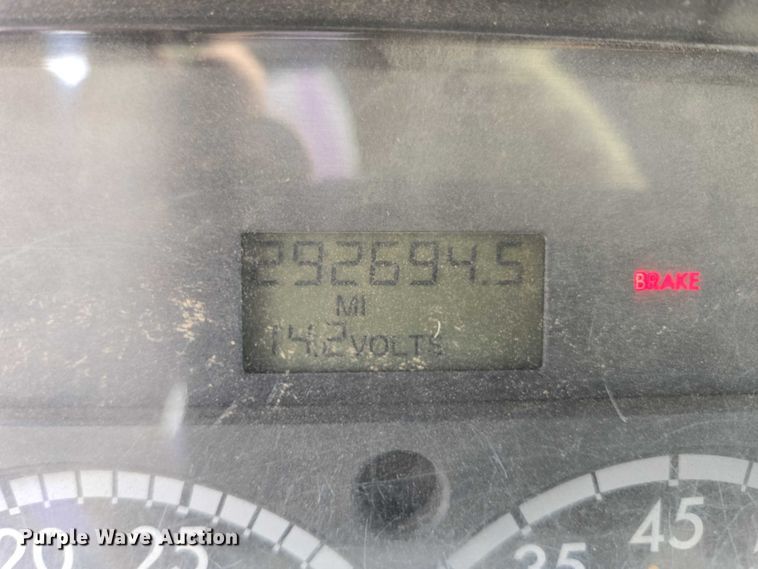 292694.5
MI
BRAKE
14.2 VOLTS
20 25
35 45
Purple Wave Auction